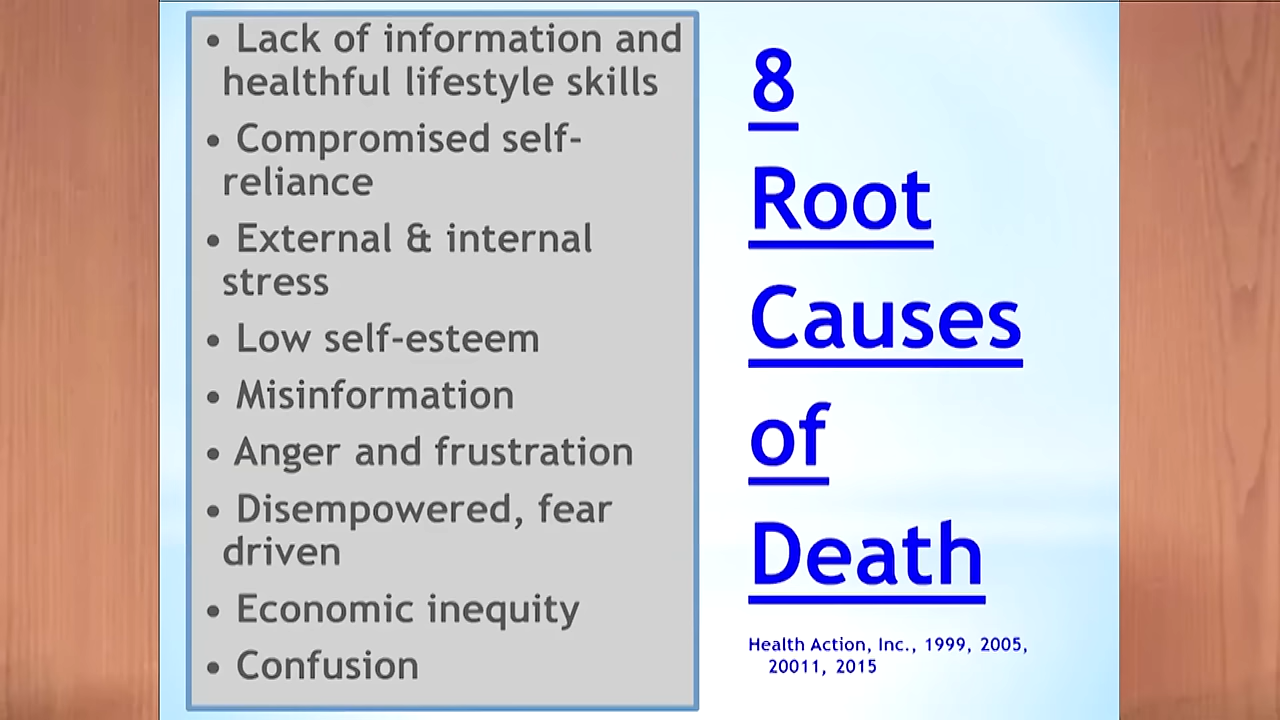 • Lack of information and
healthful lifestyle skills
• Compromised self-
reliance
• External & internal
stress
• Low self-esteem
• Misinformation
• Anger and frustration
• Disempowered, fear
driven
• Economic inequity
• Confusion
8
Root
Causes
of
Death
Health Action, Inc., 1999, 2005,
20011, 2015